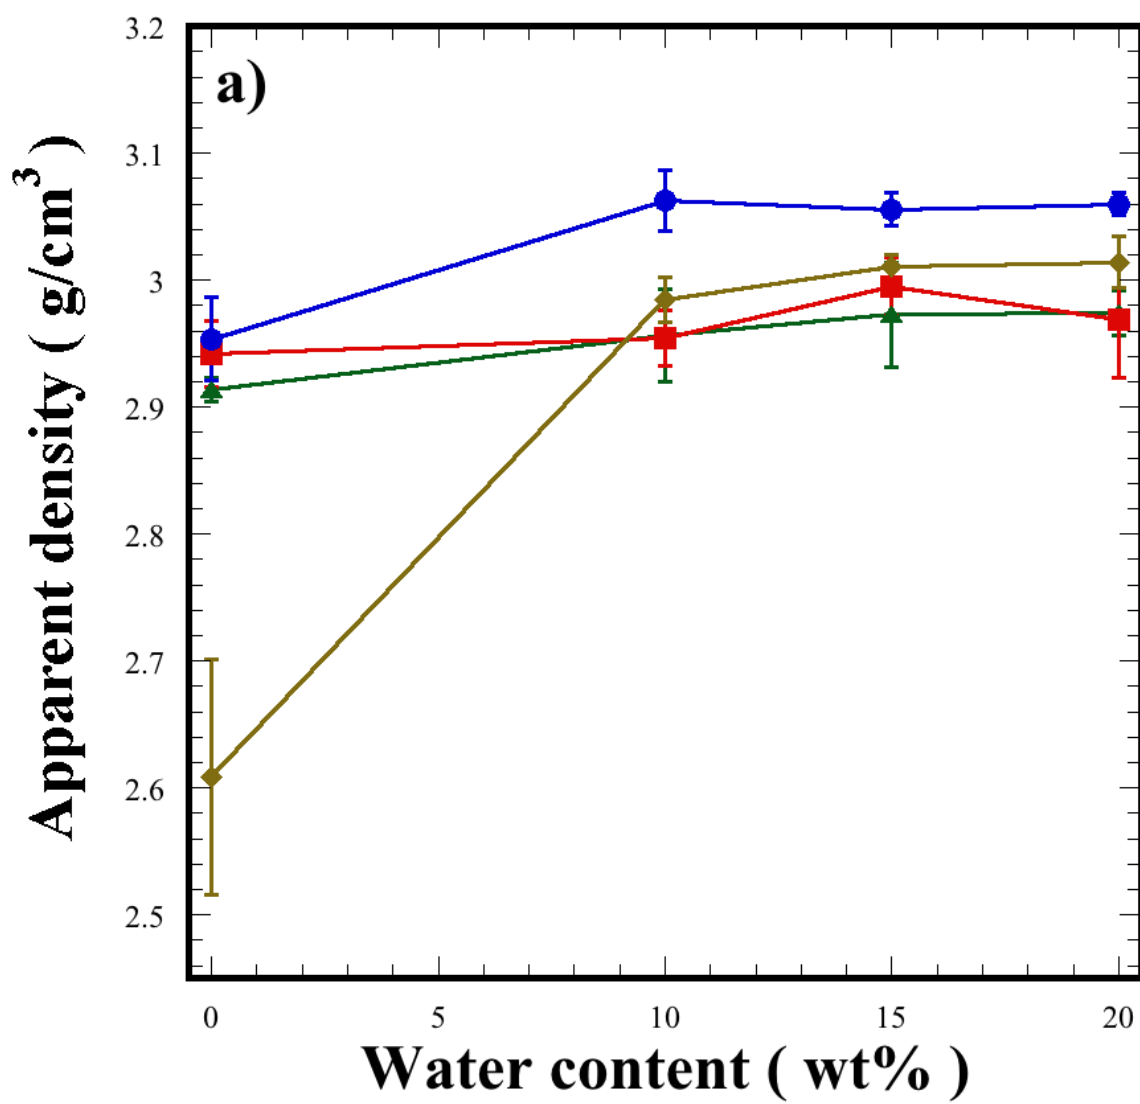 a)
Apparent density ( g/cm³ )
3.2
3.1
3
2.9
2.8
2.7
2.6
2.5
0 5 10 15 20
Water content ( wt% )